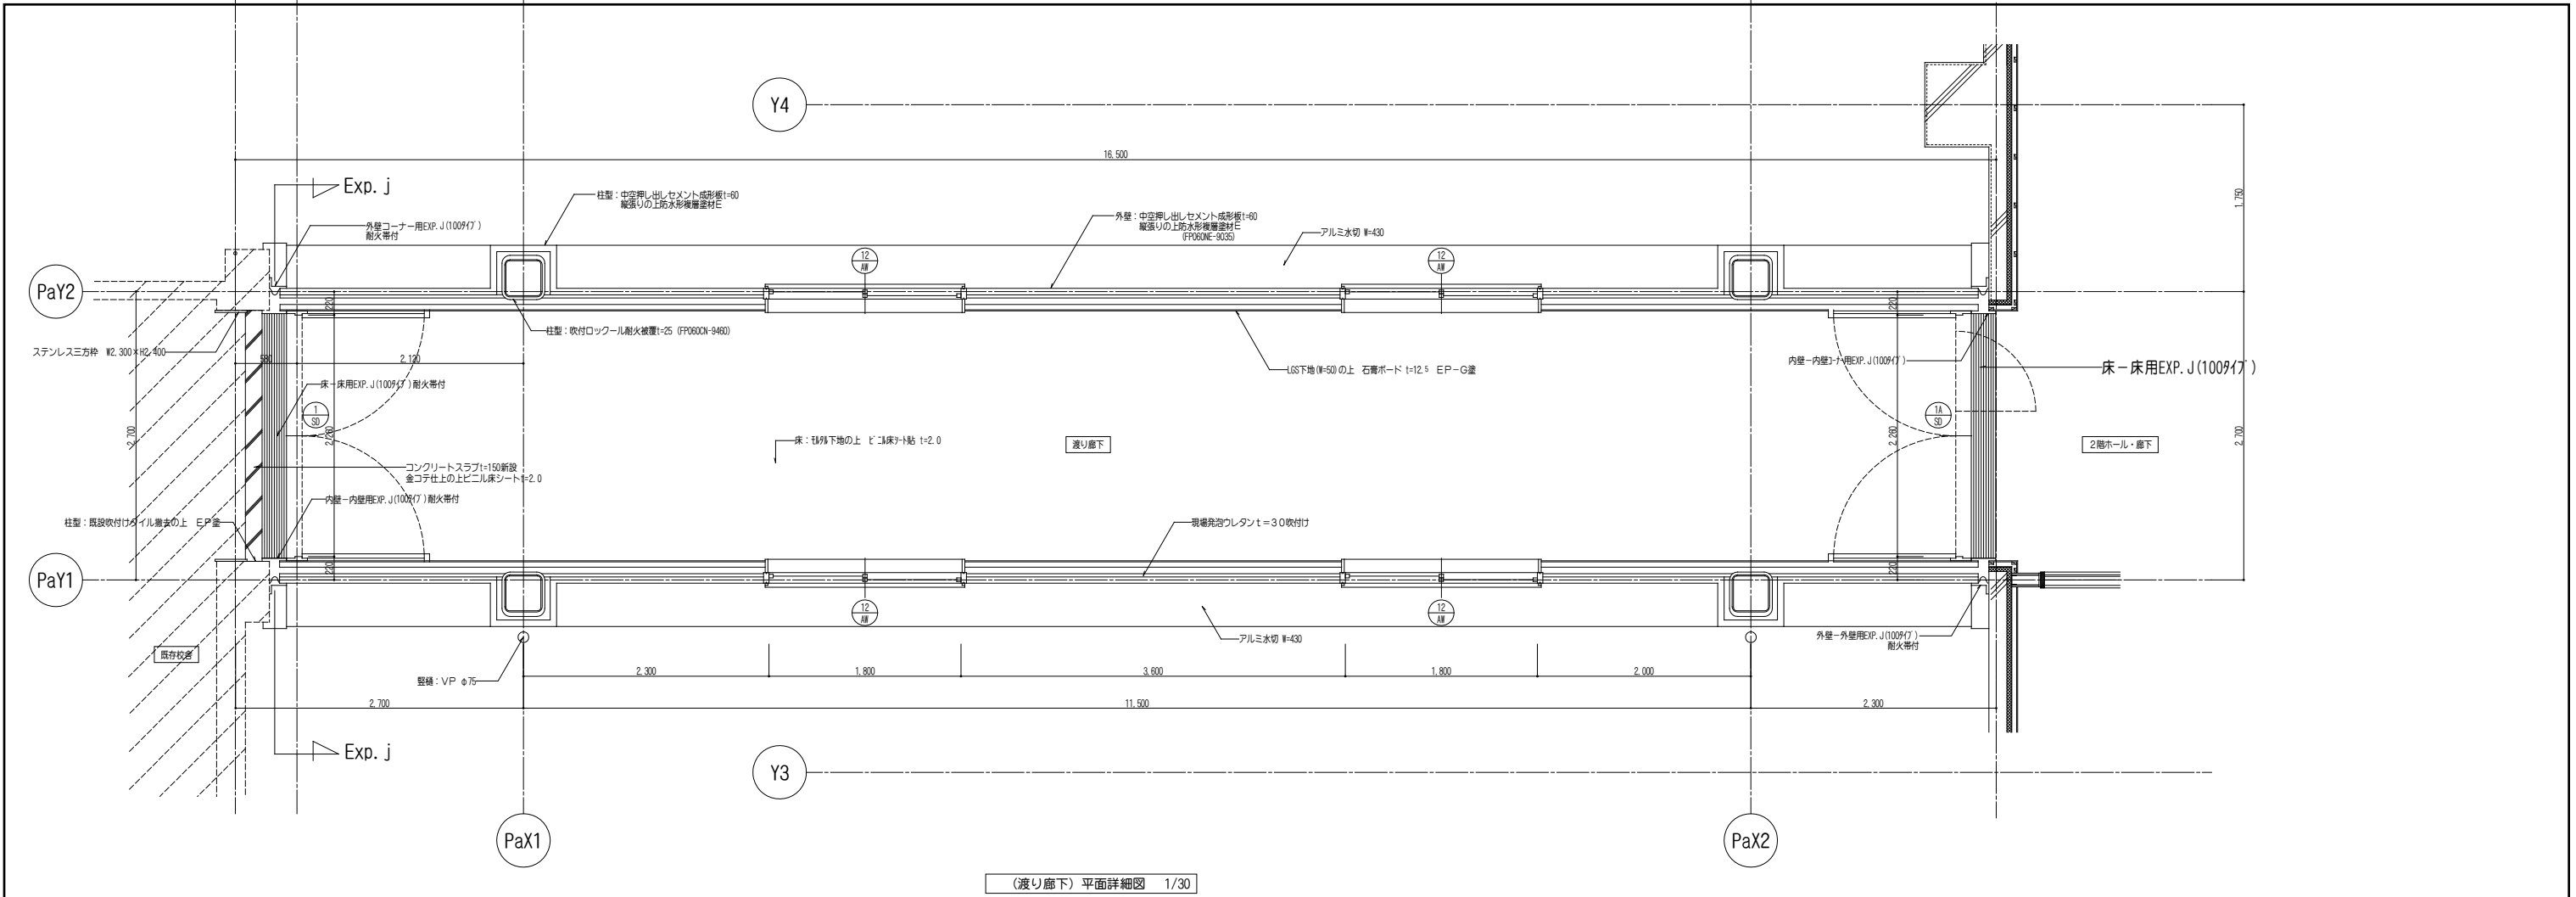 Y4
16,500
Exp. j
柱型：中空押し出しセメント成形板t=60
縦張りの上防水形複層塗材E
外壁：中空押し出しセメント成形板t=60
縦張りの上防水形複層塗材E
(FP060NE-9035)
アルミ水切 W=430
1,750
外壁コーナー用EXP.J(100ﾀｲﾌﾟ)
耐火帯付
12
AW
12
AW
PaY2
220
220
柱型：吹付ロックール耐火被覆t=25 (FP060CN-9460)
ステンレス三方枠 W2,300×H2,400
580
2,120
内壁－内壁ｺｰﾅｰ用EXP.J(100ﾀｲﾌﾟ)
床－床用EXP.J(100ﾀｲﾌﾟ)
LGS下地(W=50)の上 石膏ボード t=12.5 EP－G塗
床－床用EXP.J(100ﾀｲﾌﾟ)耐火帯付
1
SD
1A
SD
2,700
2,260
2,260
2,700
床：ﾓﾙﾀﾙ下地の上 ﾋﾞﾆﾙ床ｼｰﾄ貼 t=2.0
渡り廊下
2階ホール・廊下
コンクリートスラブt=150新設
金コテ仕上の上ビニル床シートt=2.0
内壁－内壁用EXP.J(100ﾀｲﾌﾟ)耐火帯付
柱型：既設吹付けタイル撤去の上 EP塗
現場発泡ウレタンt＝30吹付け
PaY1
220
220
12
AW
12
AW
アルミ水切 W=430
外壁－外壁用EXP.J(100ﾀｲﾌﾟ)
耐火帯付
既存校舎
竪樋：VP φ75
2,300
1,800
3,600
1,800
2,000
2,700
11,500
2,300
Exp. j
Y3
PaX1
PaX2
(渡り廊下) 平面詳細図 1/30